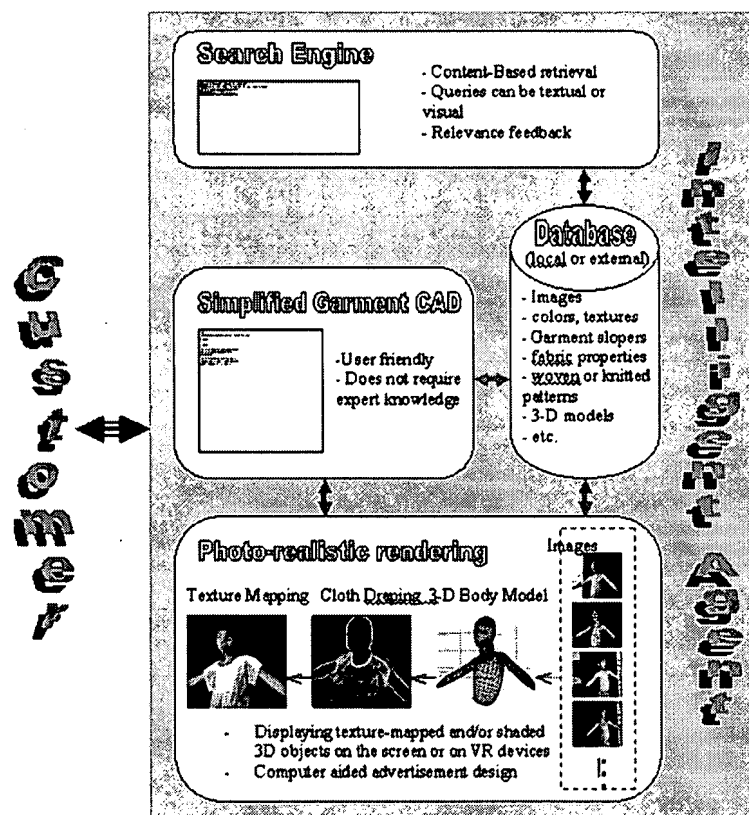 Search Engine
- Content-Based retrieval
- Queries can be textual or
visual
- Relevance feedback
Database
(local or external)
- Images
- colors, textures
- Garment slopers
- fabric properties
- woven or knitted
patterns
- 3-D models
- etc.
Simplified Garment CAD
-User friendly
- Does not require
expert knowledge
Photo-realistic rendering
Images
Texture Mapping Cloth Draping 3-D Body Model
- Displaying texture-mapped and/or shaded
3D objects on the screen or on VR devices
- Computer aided advertisement design
Customer
Intelligent Agent